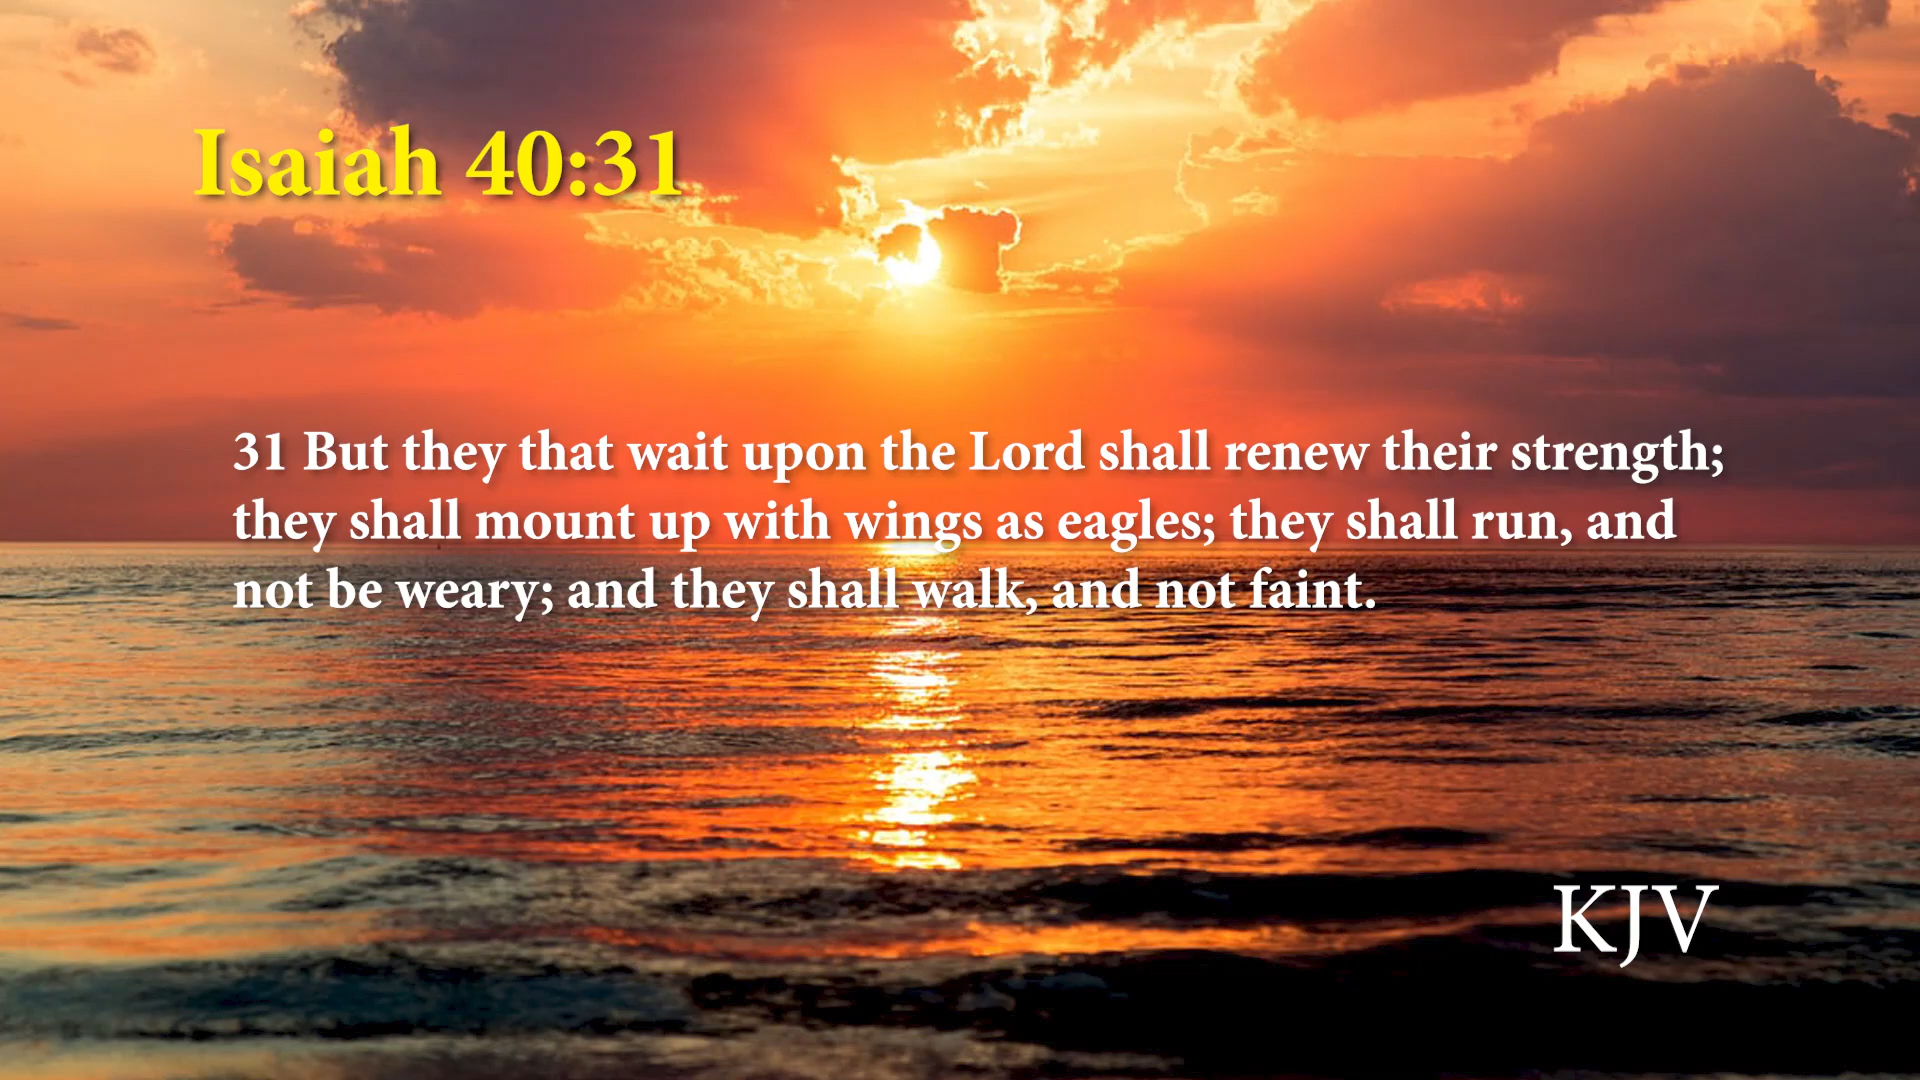 Isaiah 40:31
31 But they that wait upon the Lord shall renew their strength;
they shall mount up with wings as eagles; they shall run, and
not be weary; and they shall walk, and not faint.
KJV